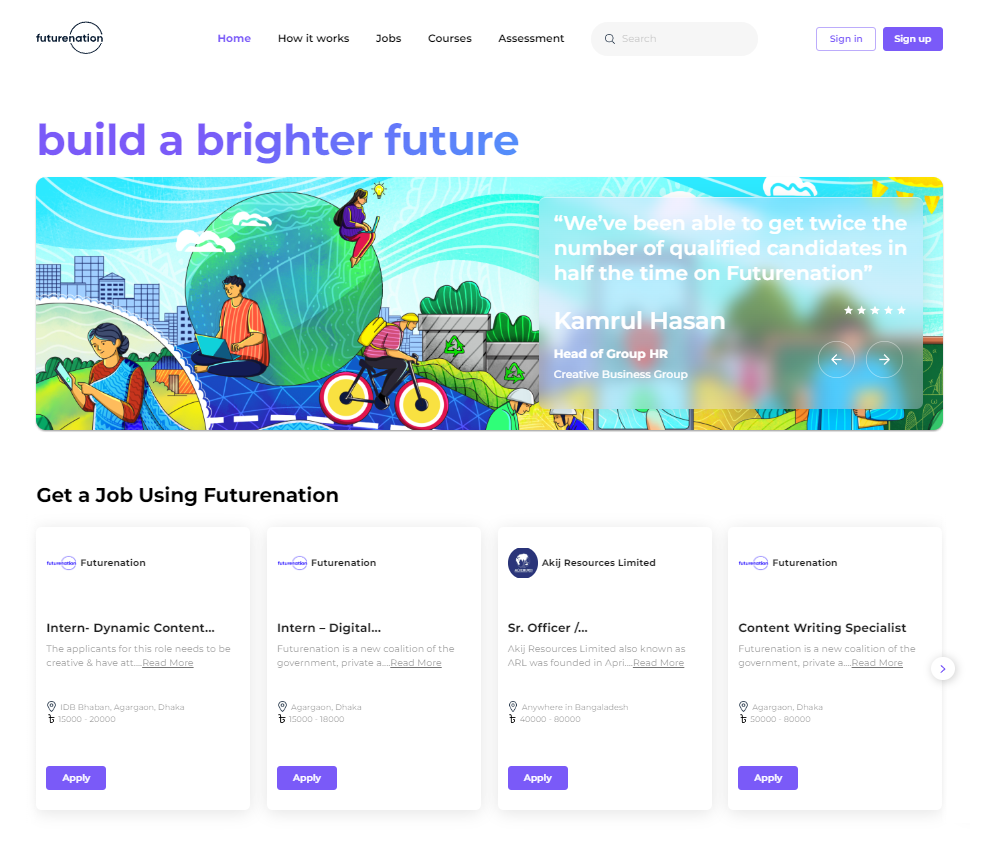 futurenation
Home How it works Jobs Courses Assessment Search Sign in Sign up
build a brighter future
“We’ve been able to get twice the
number of qualified candidates in
half the time on Futurenation”
Kamrul Hasan
Head of Group HR
Creative Business Group
Get a Job Using Futurenation
futurenation Futurenation
Intern- Dynamic Content...
The applicants for this role needs to be
creative & have att....Read More
IDB Bhaban, Agargaon, Dhaka
৳ 15000 - 20000
Apply
futurenation Futurenation
Intern – Digital...
Futurenation is a new coalition of the
government, private a....Read More
Agargaon, Dhaka
৳ 15000 - 18000
Apply
Akij Resources Limited
Sr. Officer /...
Akij Resources Limited also known as
ARL was founded in Apri....Read More
Anywhere in Bangladesh
৳ 40000 - 80000
Apply
futurenation Futurenation
Content Writing Specialist
Futurenation is a new coalition of the
government, private a....Read More
Agargaon, Dhaka
৳ 50000 - 80000
Apply